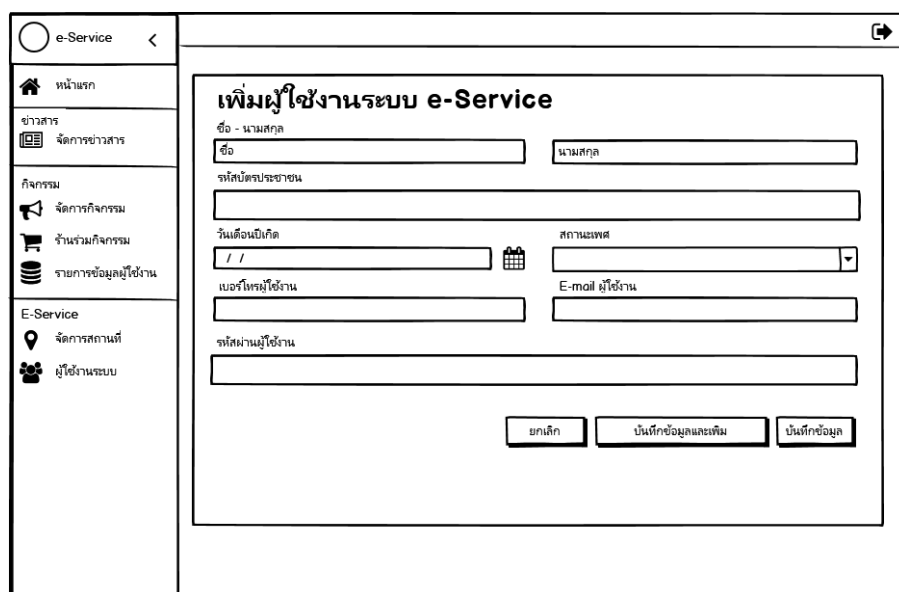 e-Service
หน้าแรก
ข่าวสาร
จัดการข่าวสาร
กิจกรรม
จัดการกิจกรรม
ร้านร่วมกิจกรรม
รายการข้อมูลผู้ใช้งาน
E-Service
จัดการสถานที่
ผู้ใช้งานระบบ
เพิ่มผู้ใช้งานระบบ e-Service
ชื่อ - นามสกุล
ชื่อ
นามสกุล
รหัสบัตรประชาชน
วันเดือนปีเกิด
สถานะเพศ
/ /
เบอร์โทรผู้ใช้งาน
E-mail ผู้ใช้งาน
รหัสผ่านผู้ใช้งาน
ยกเลิก
บันทึกข้อมูลและเพิ่ม
บันทึกข้อมูล